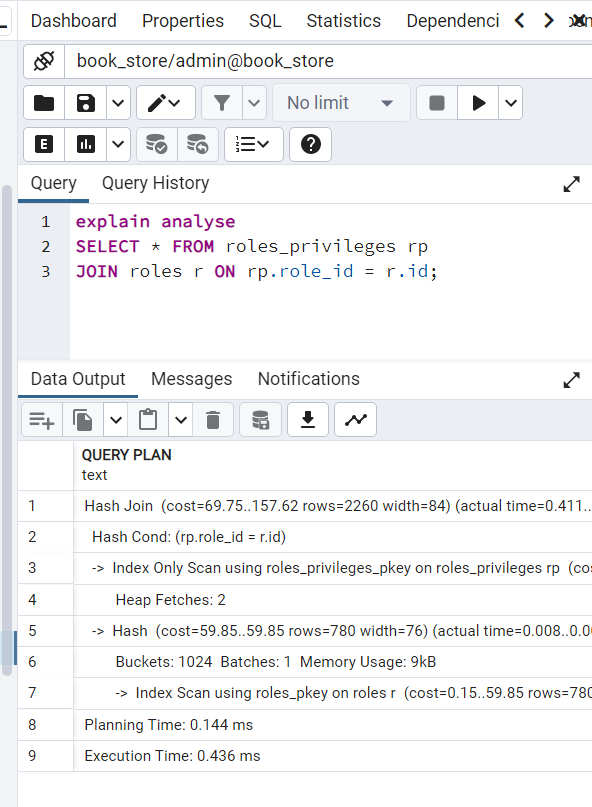 Dashboard Properties SQL Statistics Dependenci
book_store/admin@book_store
No limit
E
Query Query History
1 explain analyse
2 SELECT * FROM roles_privileges rp
3 JOIN roles r ON rp.role_id = r.id;
Data Output Messages Notifications
QUERY PLAN
text
1 Hash Join (cost=69.75..157.62 rows=2260 width=84) (actual time=0.411..
2 Hash Cond: (rp.role_id = r.id)
3 -> Index Only Scan using roles_privileges_pkey on roles_privileges rp (cos
4 Heap Fetches: 2
5 -> Hash (cost=59.85..59.85 rows=780 width=76) (actual time=0.008..0.00
6 Buckets: 1024 Batches: 1 Memory Usage: 9kB
7 -> Index Scan using roles_pkey on roles r (cost=0.15..59.85 rows=780
8 Planning Time: 0.144 ms
9 Execution Time: 0.436 ms